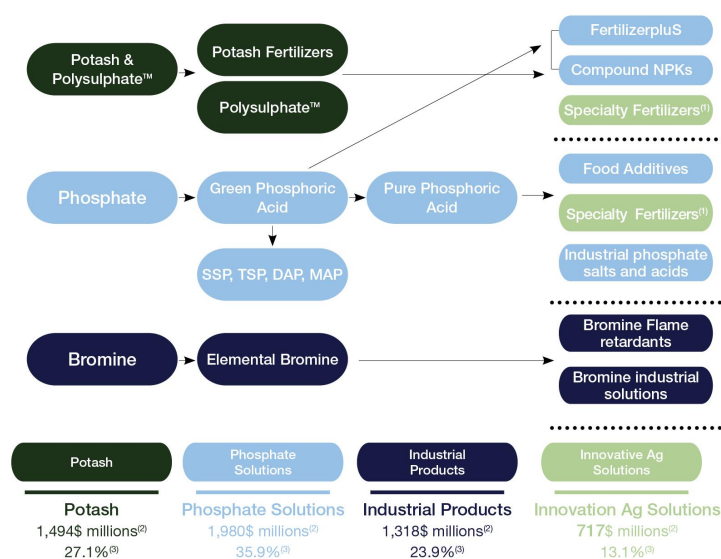 Potash &
Polysulphate™
Potash Fertilizers
Polysulphate™
FertilizerpluS
Compound NPKs
Specialty Fertilizers(1)
Phosphate
Green Phosphoric
Acid
Pure Phosphoric
Acid
SSP, TSP, DAP, MAP
Food Additives
Specialty Fertilizers(1)
Industrial phosphate
salts and acids
Bromine
Elemental Bromine
Bromine Flame
retardants
Bromine industrial
solutions
Potash
Phosphate
Solutions
Industrial
Products
Innovative Ag
Solutions
Potash
1,494$ millions(2)
27.1%(3)
Phosphate Solutions
1,980$ millions(2)
35.9%(3)
Industrial Products
1,318$ millions(2)
23.9%(3)
Innovation Ag Solutions
717$ millions(2)
13.1%(3)